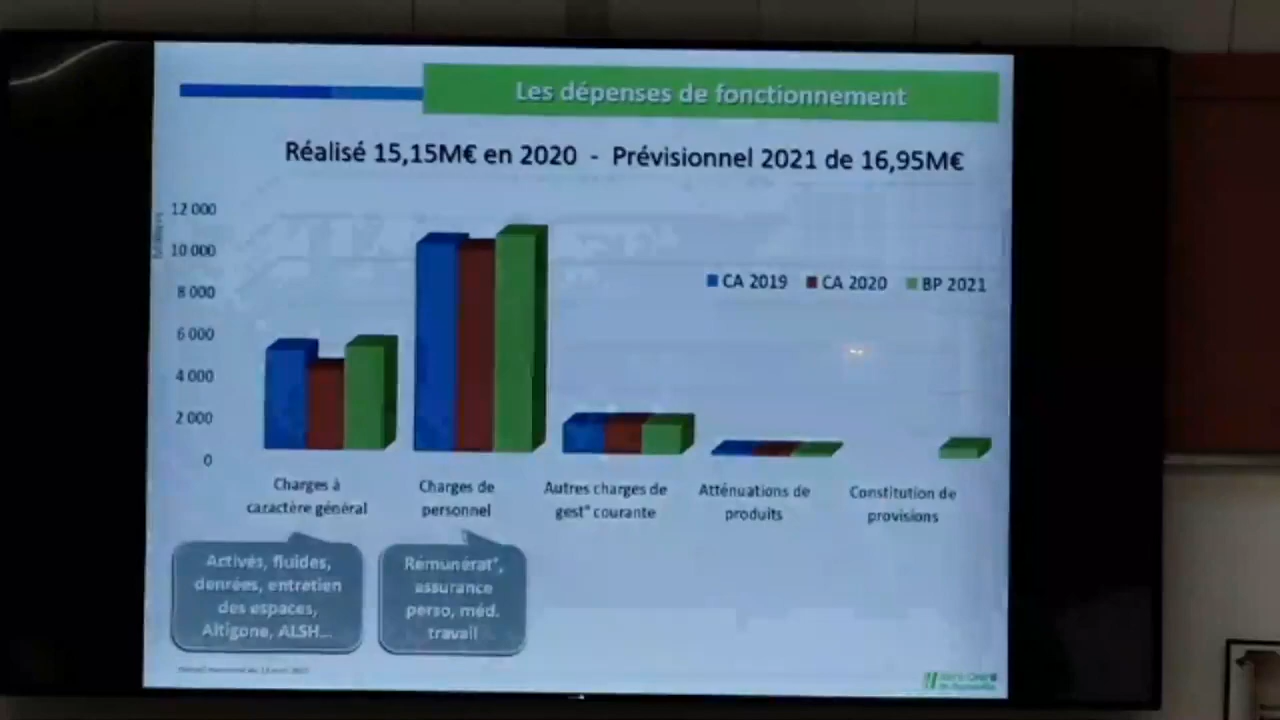 Les dépenses de fonctionnement
Réalisé 15,15M€ en 2020 - Prévisionnel 2021 de 16,95M€
12 000
10 000
8 000
6 000
4 000
2 000
0
CA 2019 CA 2020 BP 2021
Charges à
caractère général
Charges de
personnel
Autres charges de
gest° courante
Atténuations de
produits
Constitution de
provisions
Activés, fluides,
denrées, entretien
des espaces,
Altigone, ALSH...
Rémunérat°,
assurance
perso, méd.
travail